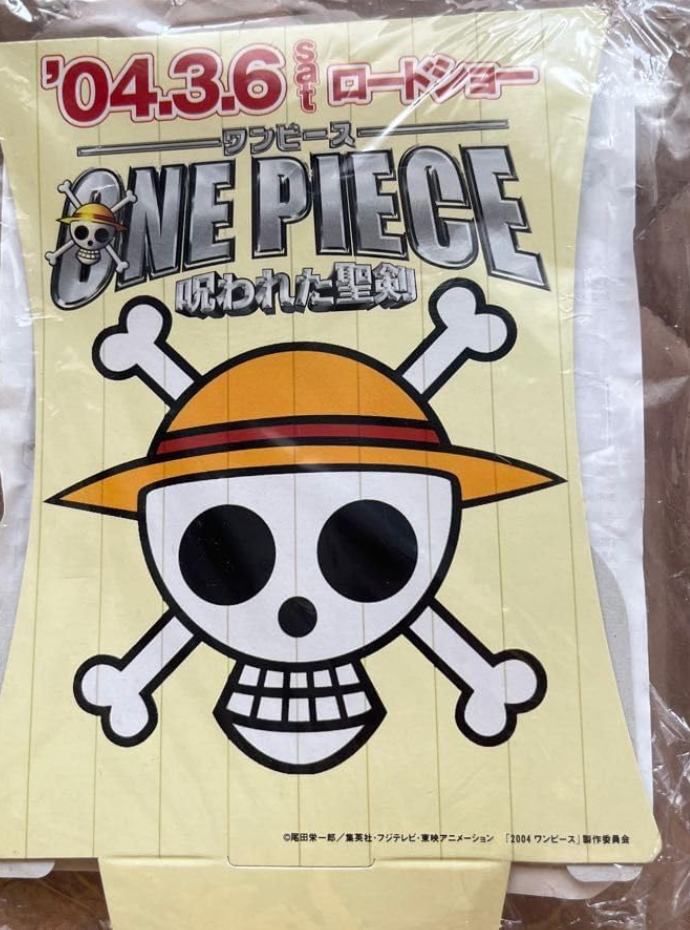 '04.3.6 sat ロードショー
ワンピース
ONE PIECE
呪われた聖剣
©尾田栄一郎／集英社・フジテレビ・東映アニメーション 「2004 ワンピース」製作委員会